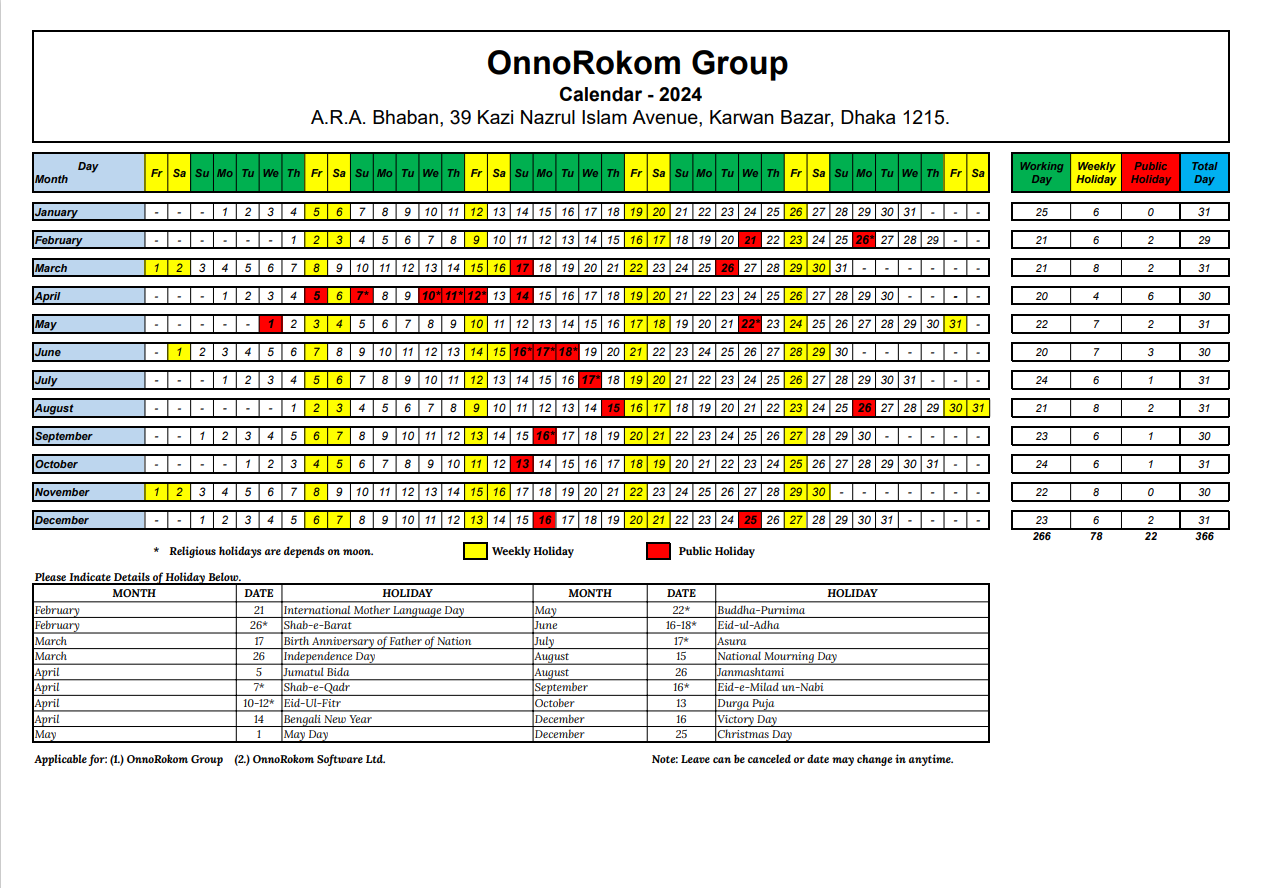 OnnoRokom Group
Calendar - 2024
A.R.A. Bhaban, 39 Kazi Nazrul Islam Avenue, Karwan Bazar, Dhaka 1215.
Day Month Fr Sa Su Mo Tu We Th Fr Sa Su Mo Tu We Th Fr Sa Su Mo Tu We Th Fr Sa Su Mo Tu We Th Fr Sa Su Mo Tu We Th Fr Sa Working Day Weekly Holiday Public Holiday Total Day
January - - - 1 2 3 4 5 6 7 8 9 10 11 12 13 14 15 16 17 18 19 20 21 22 23 24 25 26 27 28 29 30 31 - - - 25 6 0 31
February - - - - - - 1 2 3 4 5 6 7 8 9 10 11 12 13 14 15 16 17 18 19 20 21 22 23 24 25 26* 27 28 29 - - 21 6 2 29
March 1 2 3 4 5 6 7 8 9 10 11 12 13 14 15 16 17 18 19 20 21 22 23 24 25 26 27 28 29 30 31 - - - - - - 21 8 2 31
April - - - 1 2 3 4 5 6 7* 8 9 10* 11* 12* 13 14 15 16 17 18 19 20 21 22 23 24 25 26 27 28 29 30 - - - - 20 4 6 30
May - - - - - 1 2 3 4 5 6 7 8 9 10 11 12 13 14 15 16 17 18 19 20 21 22* 23 24 25 26 27 28 29 30 31 - 22 7 2 31
June - 1 2 3 4 5 6 7 8 9 10 11 12 13 14 15 16* 17* 18* 19 20 21 22 23 24 25 26 27 28 29 30 - - - - - - 20 7 3 30
July - - - 1 2 3 4 5 6 7 8 9 10 11 12 13 14 15 16 17* 18 19 20 21 22 23 24 25 26 27 28 29 30 31 - - - 24 6 1 31
August - - - - - - 1 2 3 4 5 6 7 8 9 10 11 12 13 14 15 16 17 18 19 20 21 22 23 24 25 26 27 28 29 30 31 21 8 2 31
September - - 1 2 3 4 5 6 7 8 9 10 11 12 13 14 15 16* 17 18 19 20 21 22 23 24 25 26 27 28 29 30 - - - - - 23 6 1 30
October - - - - 1 2 3 4 5 6 7 8 9 10 11 12 13 14 15 16 17 18 19 20 21 22 23 24 25 26 27 28 29 30 31 - - 24 6 1 31
November 1 2 3 4 5 6 7 8 9 10 11 12 13 14 15 16 17 18 19 20 21 22 23 24 25 26 27 28 29 30 - - - - - - - 22 8 0 30
December - - 1 2 3 4 5 6 7 8 9 10 11 12 13 14 15 16 17 18 19 20 21 22 23 24 25 26 27 28 29 30 31 - - - - 23 6 2 31
266 78 22 366
* Religious holidays are depends on moon. Weekly Holiday Public Holiday
Please Indicate Details of Holiday Below.
MONTH DATE HOLIDAY MONTH DATE HOLIDAY
February 21 International Mother Language Day May 22* Buddha-Purnima
February 26* Shab-e-Barat June 16-18* Eid-ul-Adha
March 17 Birth Anniversary of Father of Nation July 17* Asura
March 26 Independence Day August 15 National Mourning Day
April 5 Jumatul Bida August 26 Janmashtami
April 7* Shab-e-Qadr September 16* Eid-e-Milad un-Nabi
April 10-12* Eid-Ul-Fitr October 13 Durga Puja
April 14 Bengali New Year December 16 Victory Day
May 1 May Day December 25 Christmas Day
Applicable for: (1.) OnnoRokom Group (2.) OnnoRokom Software Ltd. Note: Leave can be canceled or date may change in anytime.